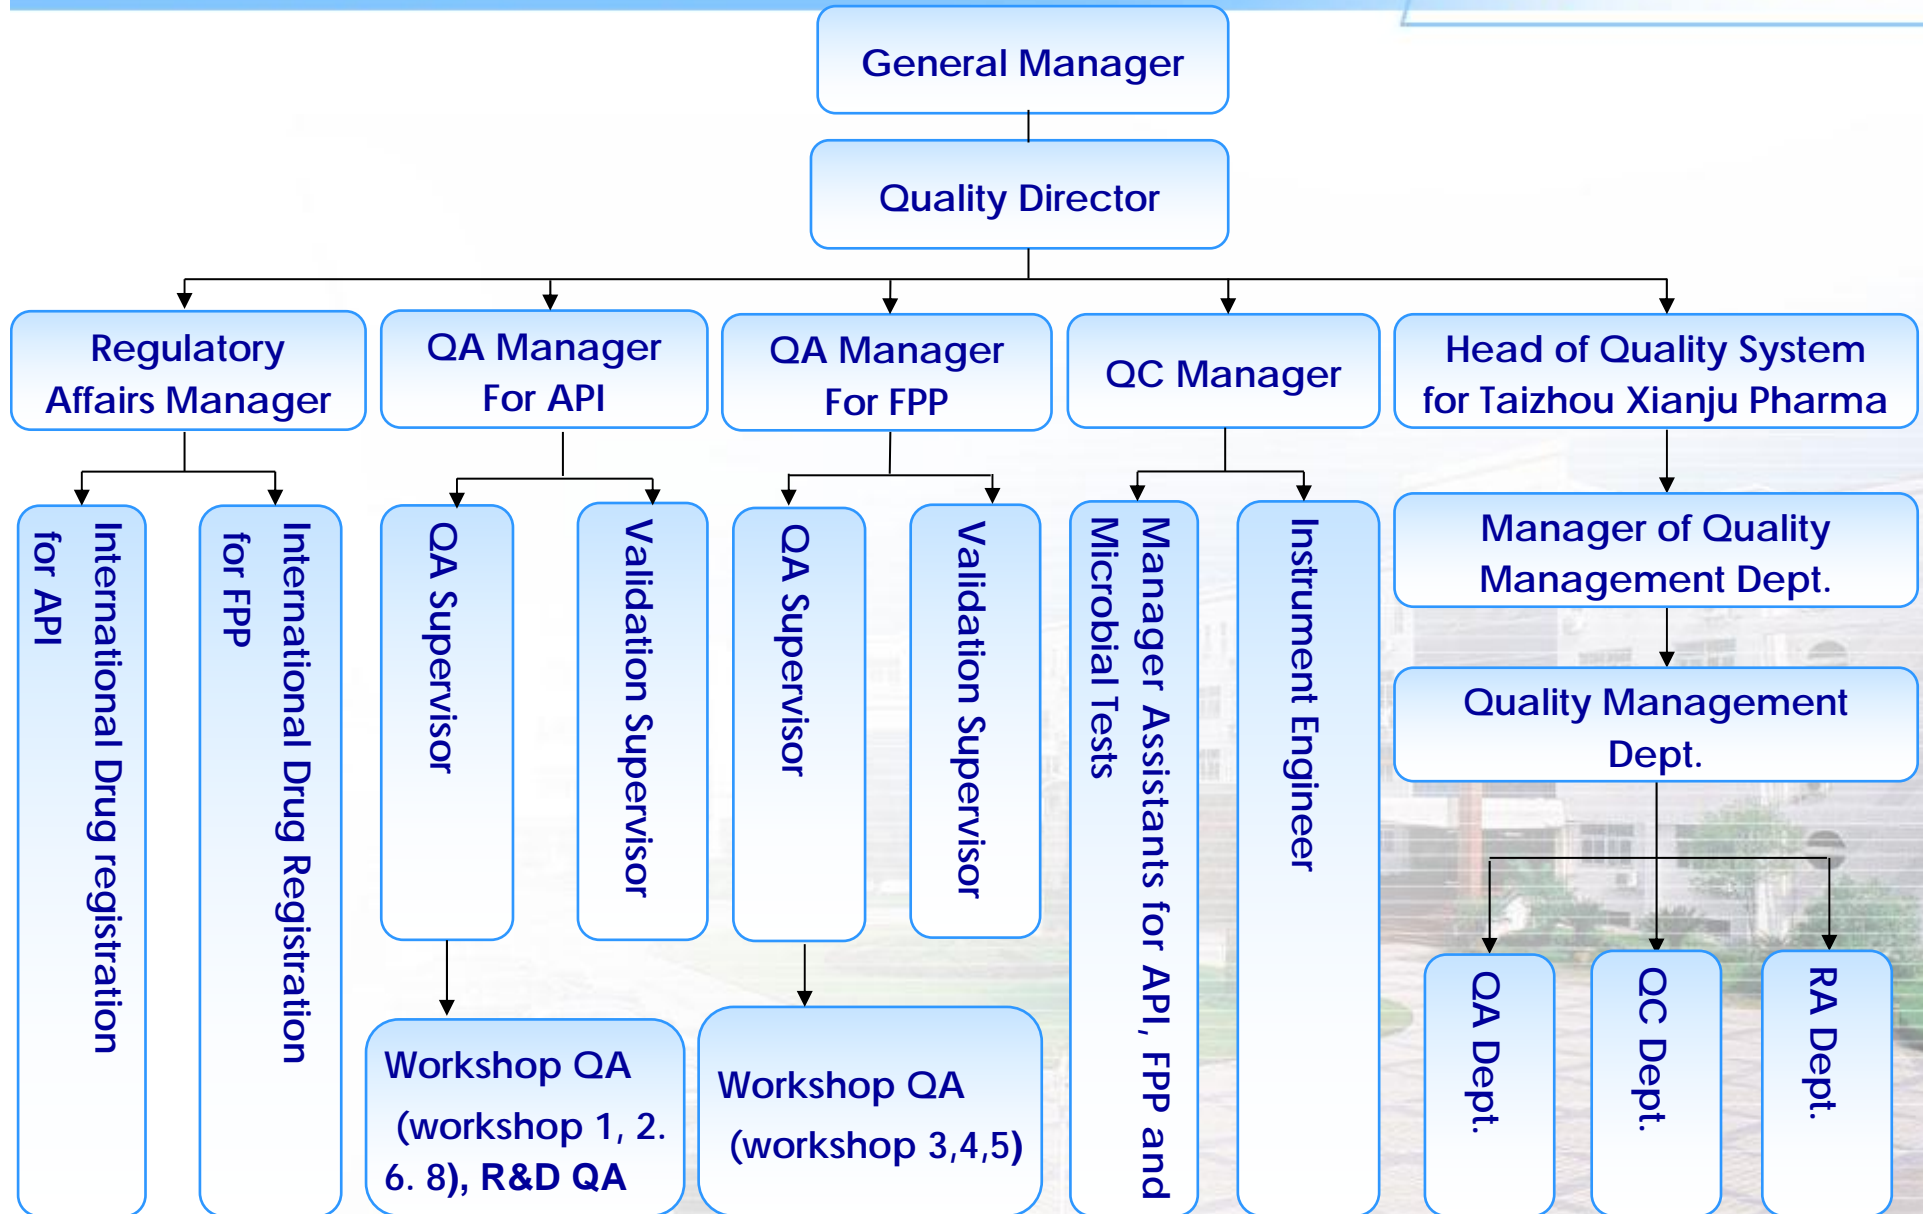 General Manager
Quality Director
Regulatory
Affairs Manager
QA Manager
For API
QA Manager
For FPP
QC Manager
Head of Quality System
for Taizhou Xianju Pharma
International Drug registration
for API
International Drug Registration
for FPP
QA Supervisor
Validation Supervisor
QA Supervisor
Validation Supervisor
Manager Assistants for API, FPP and
Microbial Tests
Instrument Engineer
Manager of Quality
Management Dept.
Quality Management
Dept.
QA Dept.
QC Dept.
RA Dept.
Workshop QA
(workshop 1, 2.
6. 8), R&D QA
Workshop QA
(workshop 3,4,5)